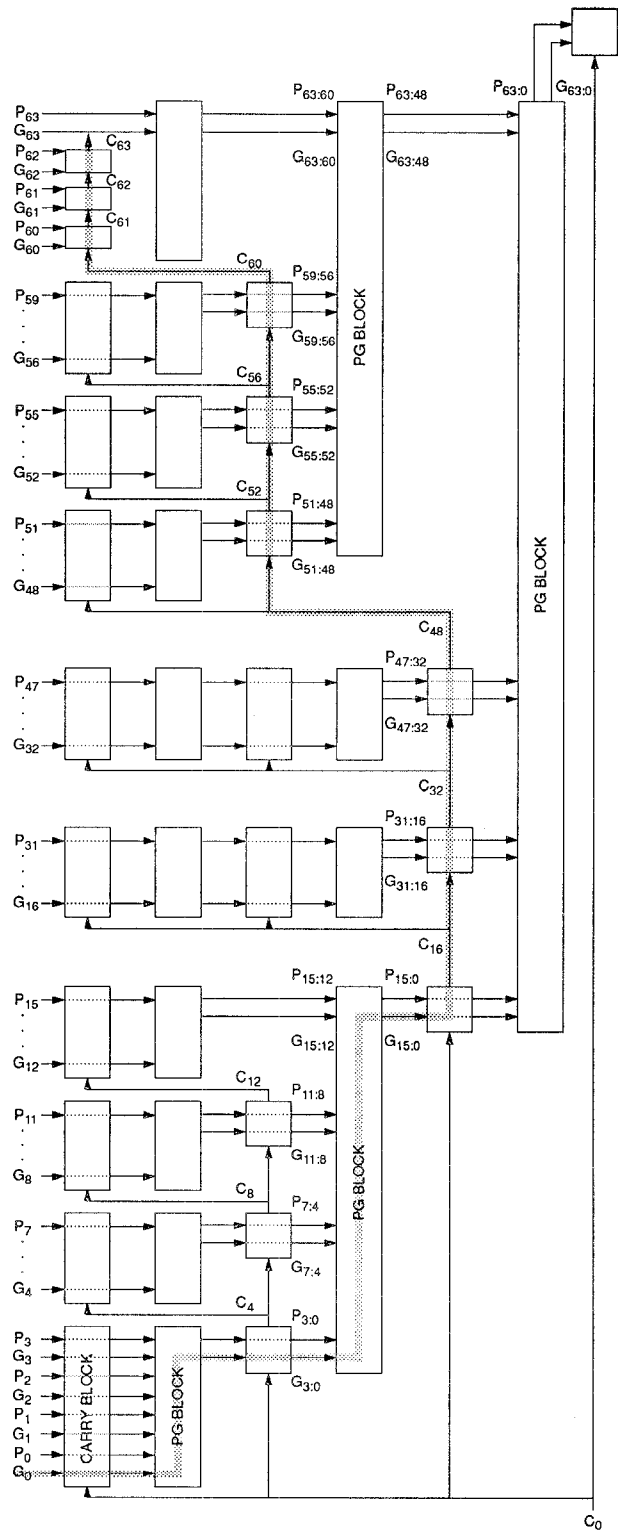 P63:0 G63:0
P63 P63:60 P63:48
G63 C63 G63:60 G63:48
P62
G62 C62
P61
G61 C61
P60
G60
C60
P59 P59:56
G59:56
G56
C56
P55 P55:52
G55:52
G52
C52
P51 P51:48
G51:48
G48
PG BLOCK
PG BLOCK
C48
P47 P47:32
G47:32
G32
C32
P31 P31:16
G31:16
G16
C16
P15 P15:12 P15:0
G15:12 G15:0
G12
C12
P11 P11:8
G11:8
G8
C8
P7 P7:4
G7:4
G4
C4
PG BLOCK
P3 P3:0
G3 G3:0
P2
G2
P1
G1
P0
G0
CARRY BLOCK
PG BLOCK
C0